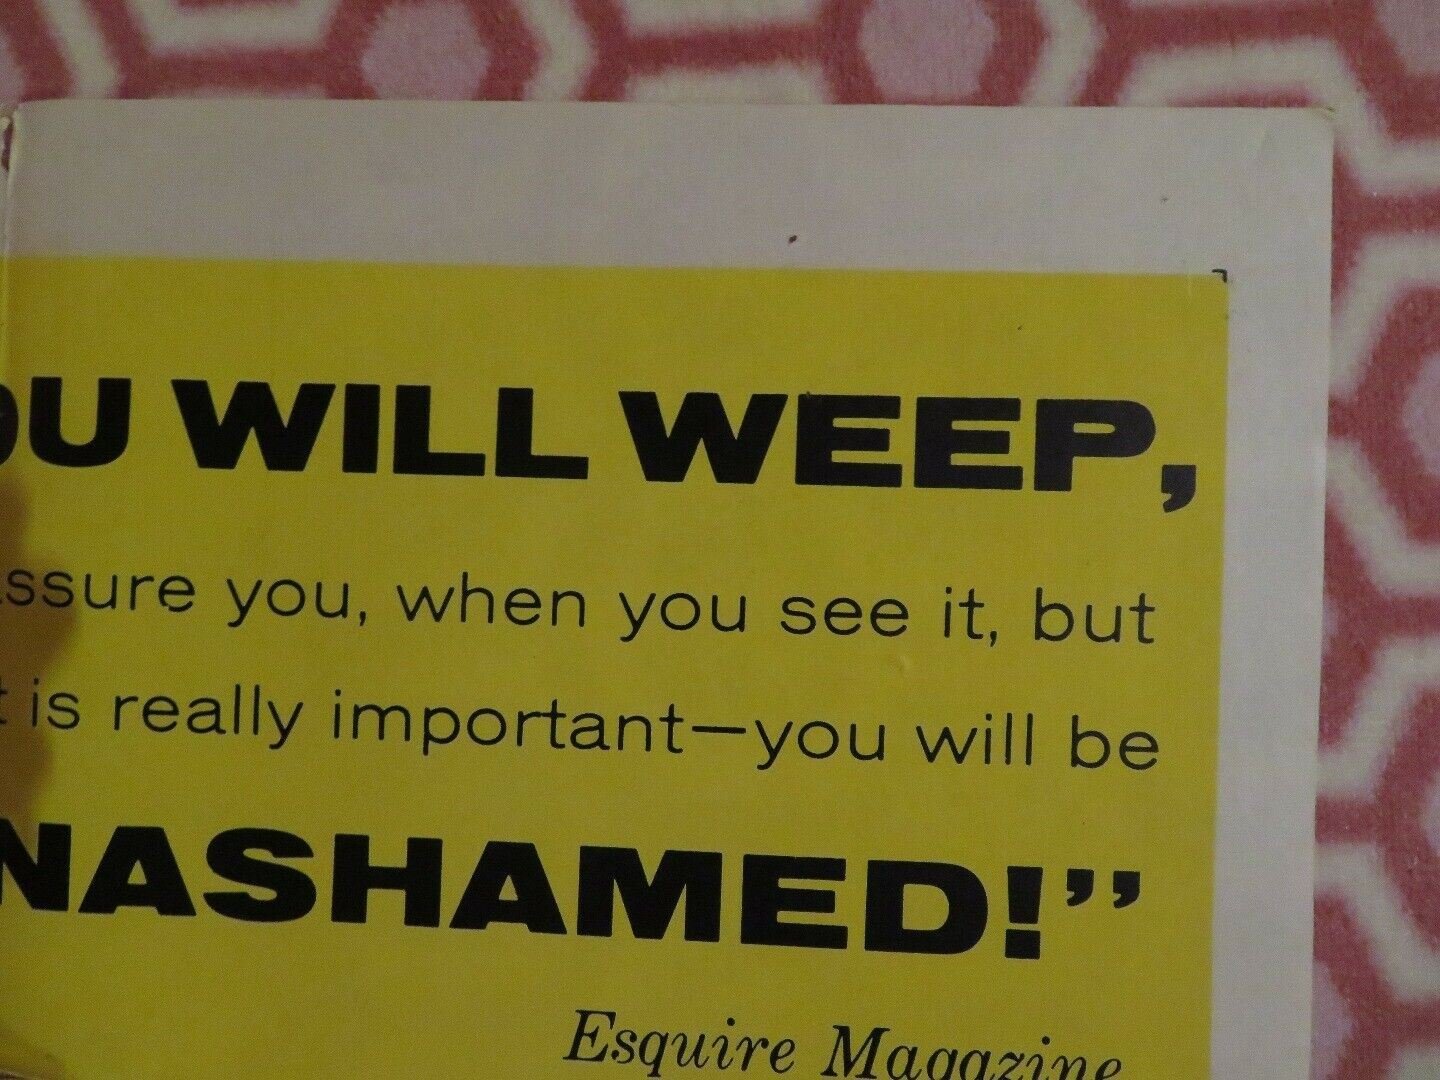 OU WILL WEEP,
ssure you, when you see it, but
t is really important—you will be
NASHAMED!”
Esquire Magazine